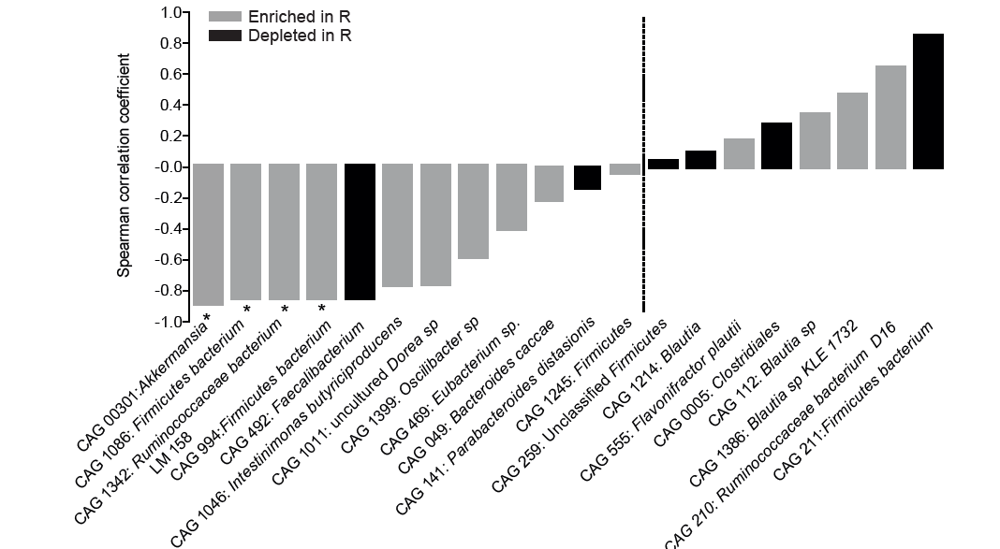 1.0
Enriched in R
Depleted in R
0.8
0.6
0.4
0.2
-0.0
-0.2
-0.4
-0.6
-0.8
-1.0
Spearman correlation coefficient
*
*
*
*
CAG 00301:Akkermansia
CAG 1086: Firmicutes bacterium
CAG 1342: Ruminococcaceae bacterium
LM 158
CAG 994:Firmicutes bacterium
CAG 492: Faecalibacterium
CAG 1046: Intestinimonas butyriciproducens
CAG 1011: uncultured Dorea sp
CAG 1399: Oscilibacter sp
CAG 469: Eubacterium sp.
CAG 049: Bacteroides caccae
CAG 141: Parabacteroides distasionis
CAG 1245: Firmicutes
CAG 259: Unclassified Firmicutes
CAG 1214: Blautia
CAG 555: Flavonifractor plautii
CAG 0005: Clostridiales
CAG 112: Blautia sp
CAG 1386: Blautia sp KLE 1732
CAG 210: Ruminococcaceae bacterium D16
CAG 211:Firmicutes bacterium